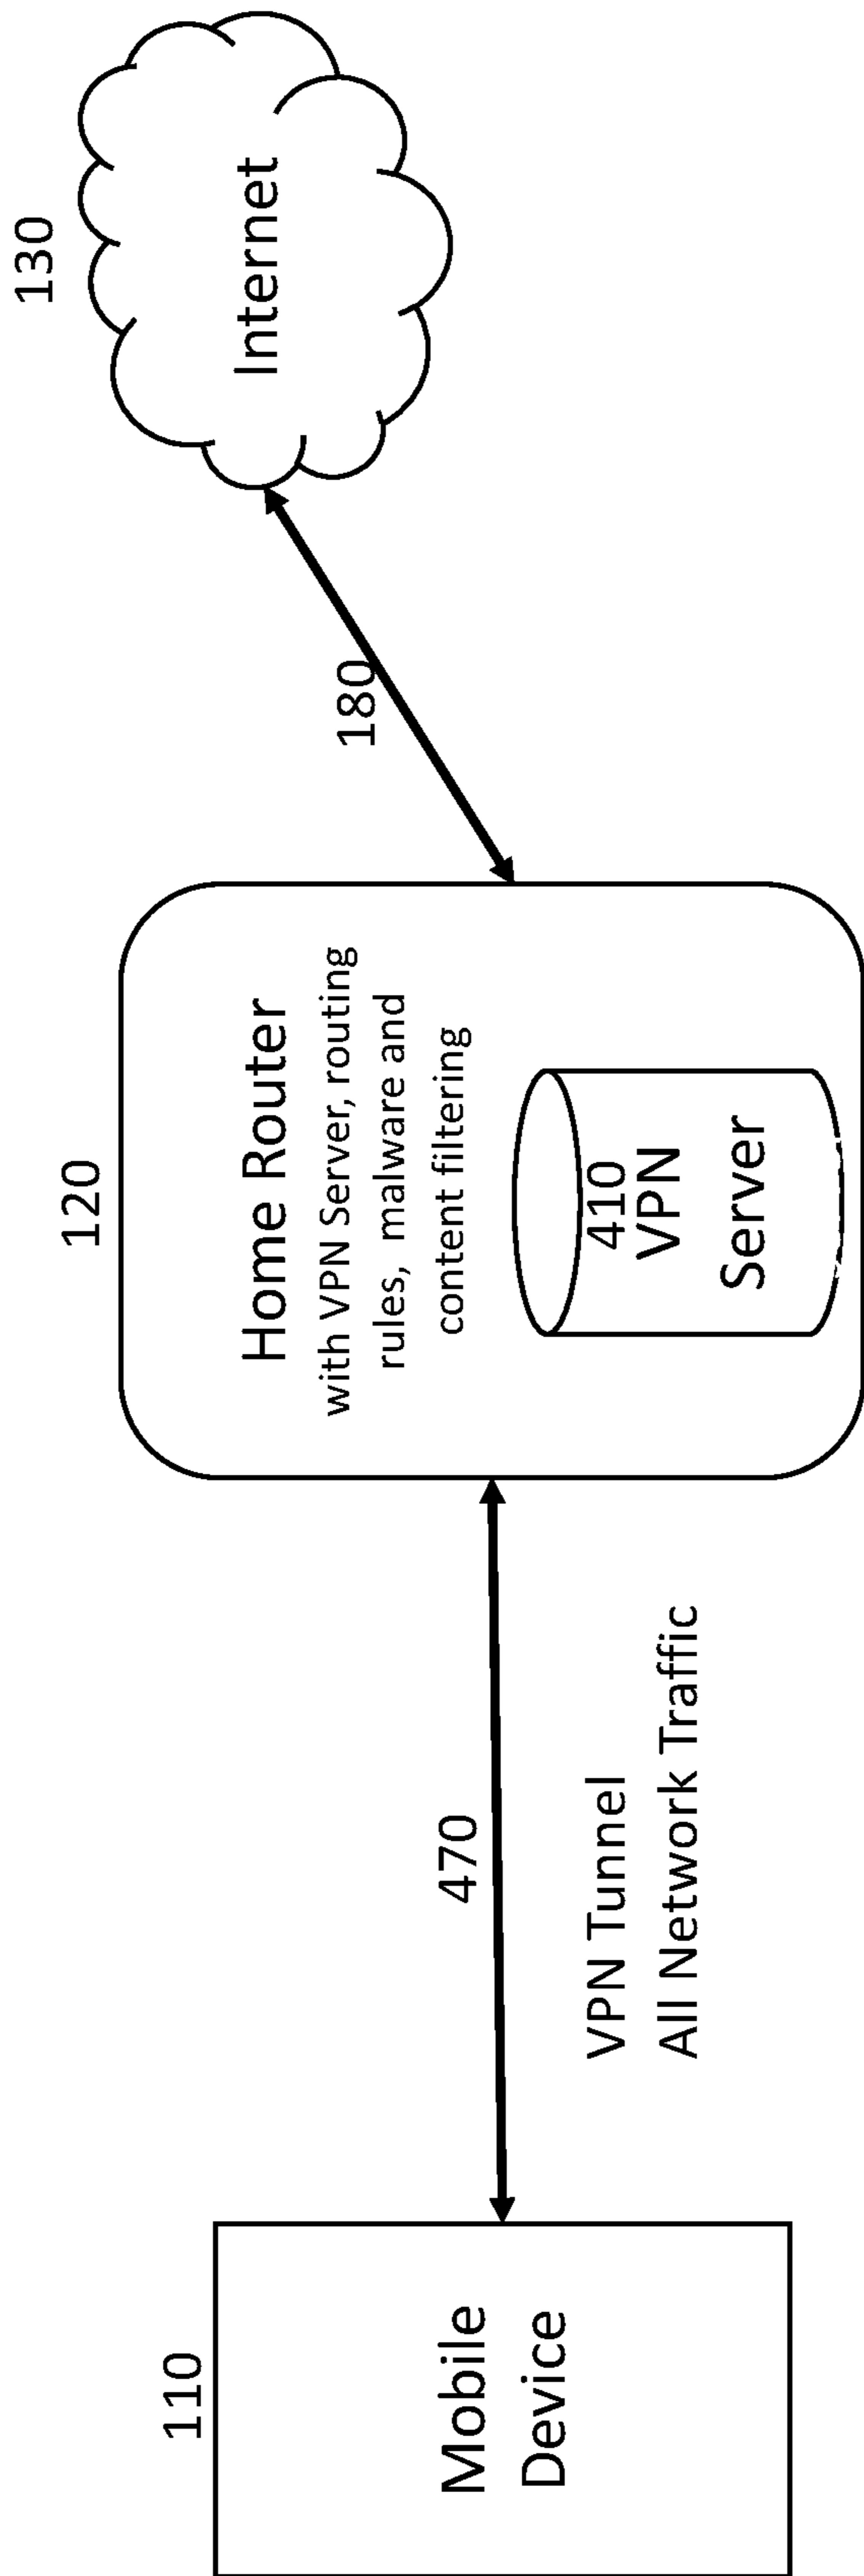 110
Mobile
Device
470
VPN Tunnel
All Network Traffic
120
Home Router
with VPN Server, routing
rules, malware and
content filtering
410
VPN
Server
180
130
Internet